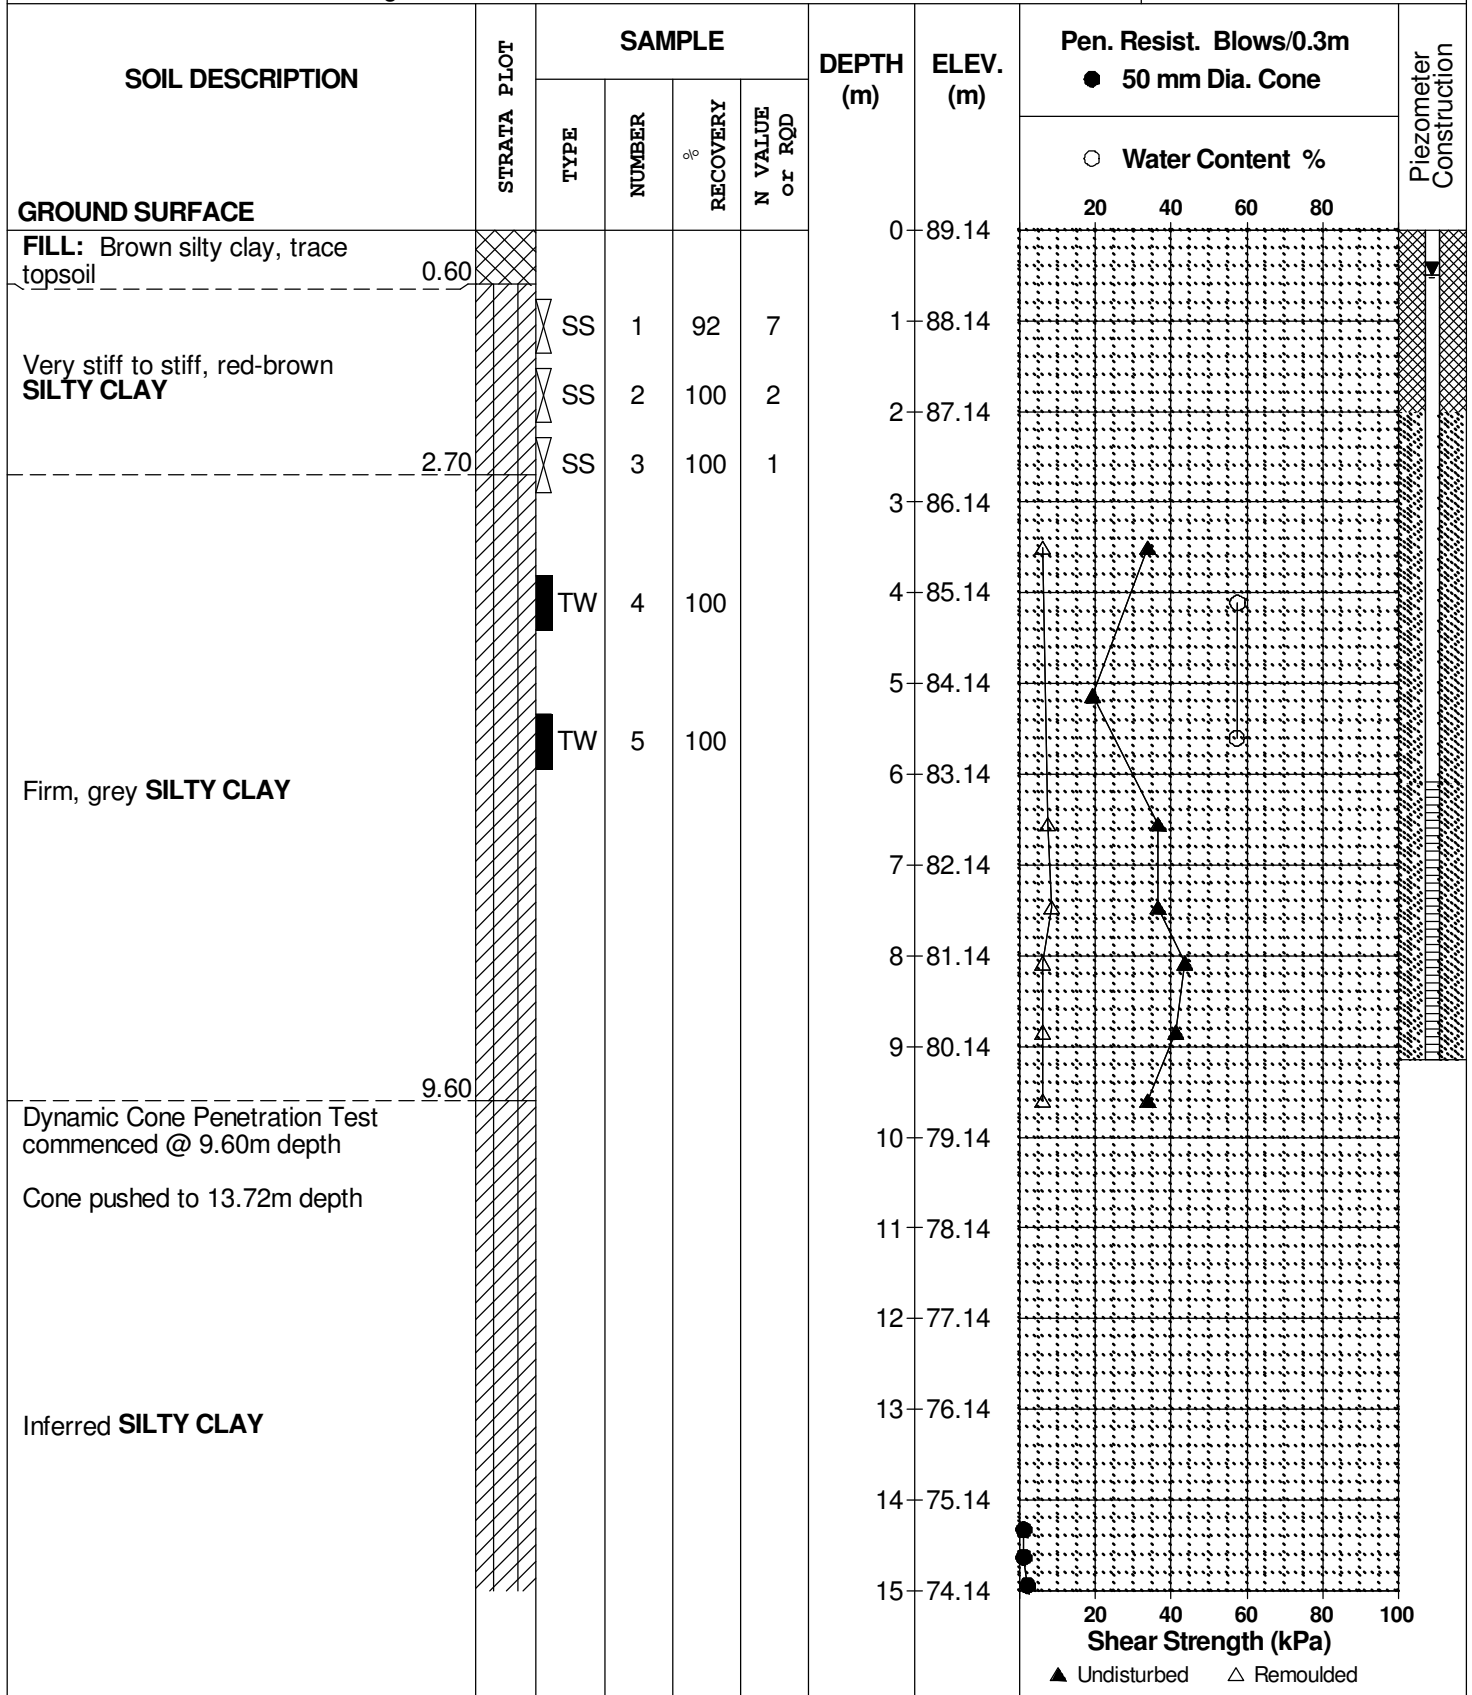 SOIL DESCRIPTION
GROUND SURFACE
STRATA PLOT
SAMPLE
TYPE
NUMBER
%
RECOVERY
N VALUE
or RQD
DEPTH
(m)
ELEV.
(m)
Pen. Resist. Blows/0.3m
● 50 mm Dia. Cone
○ Water Content %
20 40 60 80
Piezometer
Construction
FILL: Brown silty clay, trace
topsoil 0.60
Very stiff to stiff, red-brown
SILTY CLAY
2.70
Firm, grey SILTY CLAY
9.60
Dynamic Cone Penetration Test
commenced @ 9.60m depth
Cone pushed to 13.72m depth
Inferred SILTY CLAY
SS 1 92 7
SS 2 100 2
SS 3 100 1
TW 4 100
TW 5 100
0 89.14
1 88.14
2 87.14
3 86.14
4 85.14
5 84.14
6 83.14
7 82.14
8 81.14
9 80.14
10 79.14
11 78.14
12 77.14
13 76.14
14 75.14
15 74.14
20 40 60 80 100
Shear Strength (kPa)
▲ Undisturbed △ Remoulded